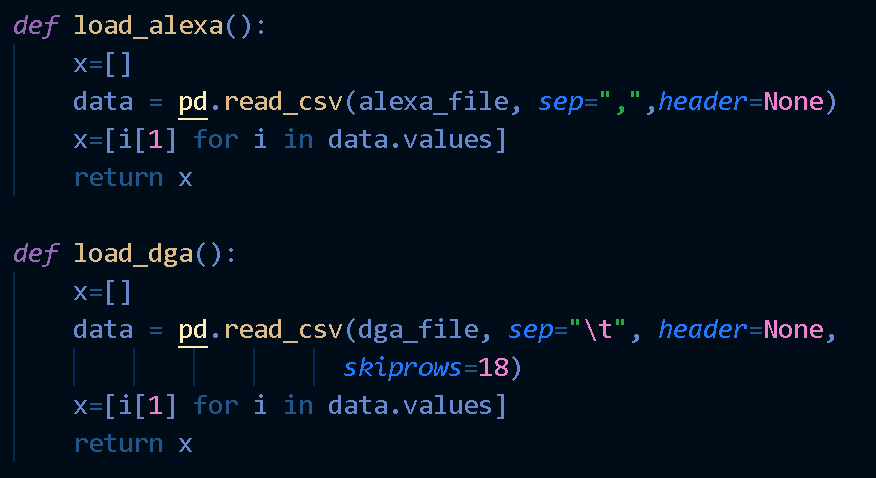 def load_alexa():
    x=[]
    data = pd.read_csv(alexa_file, sep=",",header=None)
    x=[i[1] for i in data.values]
    return x

def load_dga():
    x=[]
    data = pd.read_csv(dga_file, sep="\t", header=None,
                      skiprows=18)
    x=[i[1] for i in data.values]
    return x